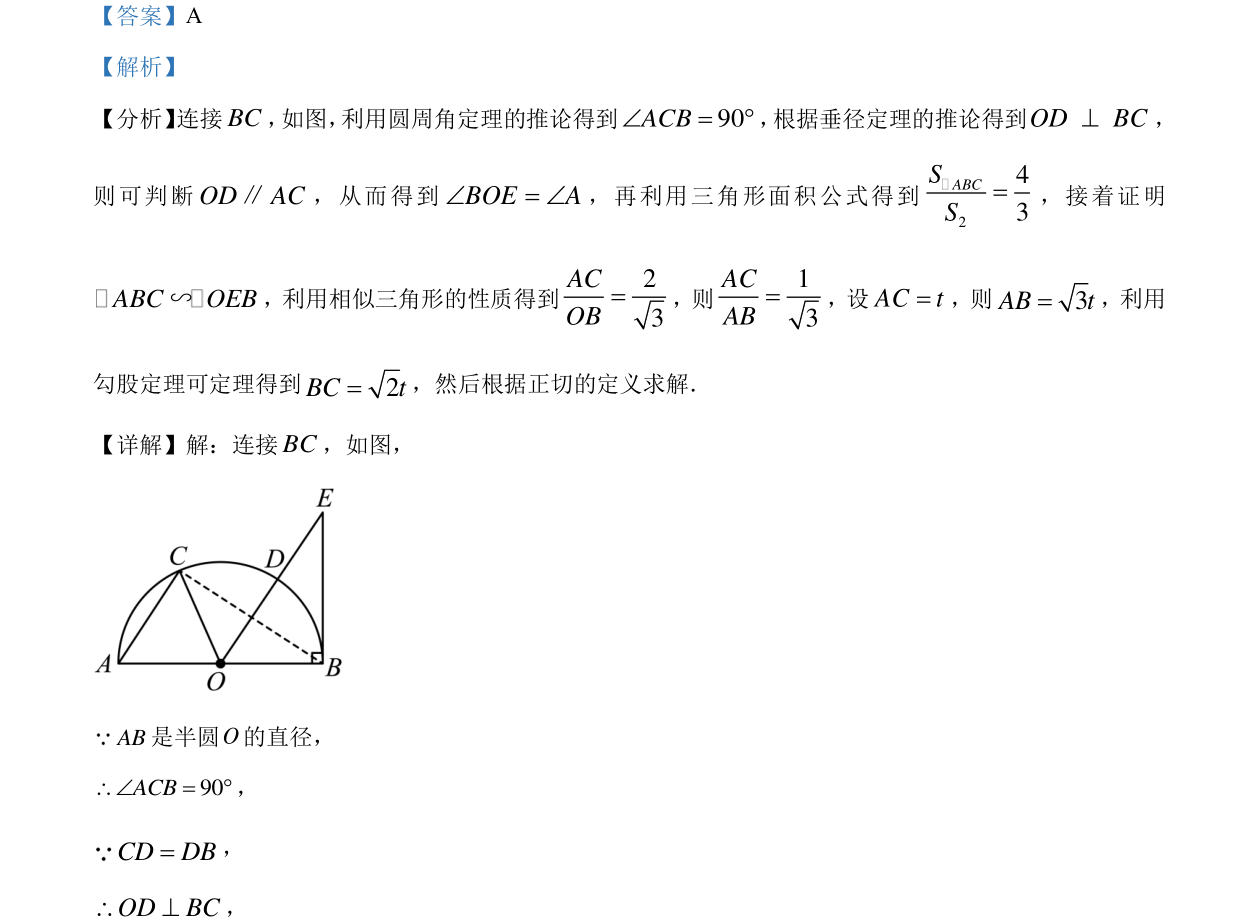 【答案】A
【解析】
【分析】连接BC，如图，利用圆周角定理的推论得到∠ACB = 90°，根据垂径定理的推论得到OD ⊥ BC，
则可判断OD∥AC，从而得到∠BOE = ∠A，再利用三角形面积公式得到 S□ABC/S₂ = 4/3，接着证明
□ABC∽□OEB，利用相似三角形的性质得到 AC/OB = 2/√3，则 AC/AB = 1/√3，设AC = t，则AB = √3t，利用
勾股定理可定理得到BC = √2t，然后根据正切的定义求解．
【详解】解：连接BC，如图，
E
C
D
A
O
B
∵AB是半圆O的直径，
∴∠ACB = 90°，
∵CD = DB，
∴OD ⊥ BC，